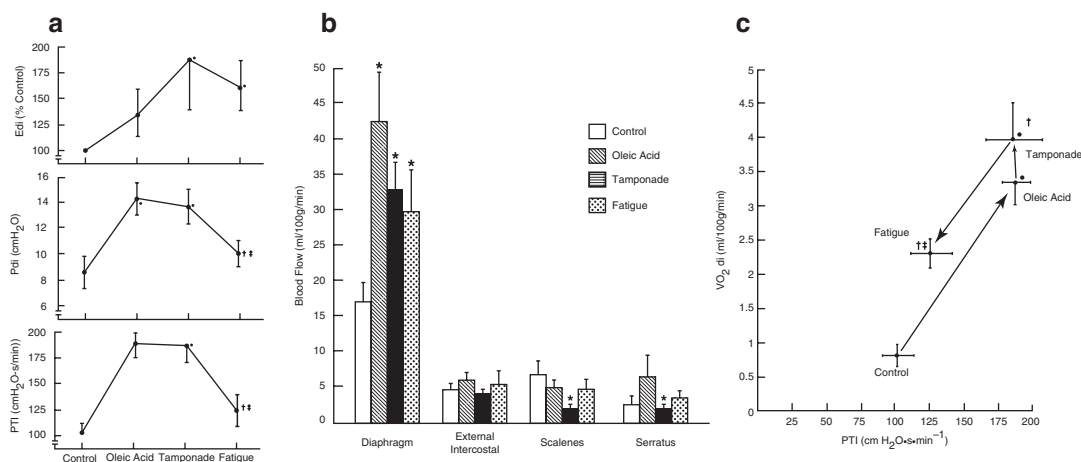 a
200
175
150
125
100
Edi (% Control)
16
14
12
10
8
6
Pdi (cmH2O)
200
175
150
125
100
PTI (cmH2O-s/min))
* 
*
*
*
†‡
*
†‡
Control Oleic Acid Tamponade Fatigue
b
50
45
40
35
30
25
20
15
10
5
0
Blood Flow (ml/100g/min)
*
*
*
*
*
Control
Oleic Acid
Tamponade
Fatigue
Diaphragm
External
Intercostal
Scalenes
Serratus
c
5
4.5
4
3.5
3
2.5
2
1.5
1
.5
0
VO2 di (ml/100g/min)
†
Tamponade
Oleic Acid
Fatigue
†‡
Control
25 50 75 100 125 150 175 200
PTI (cm H2O•s•min−1)